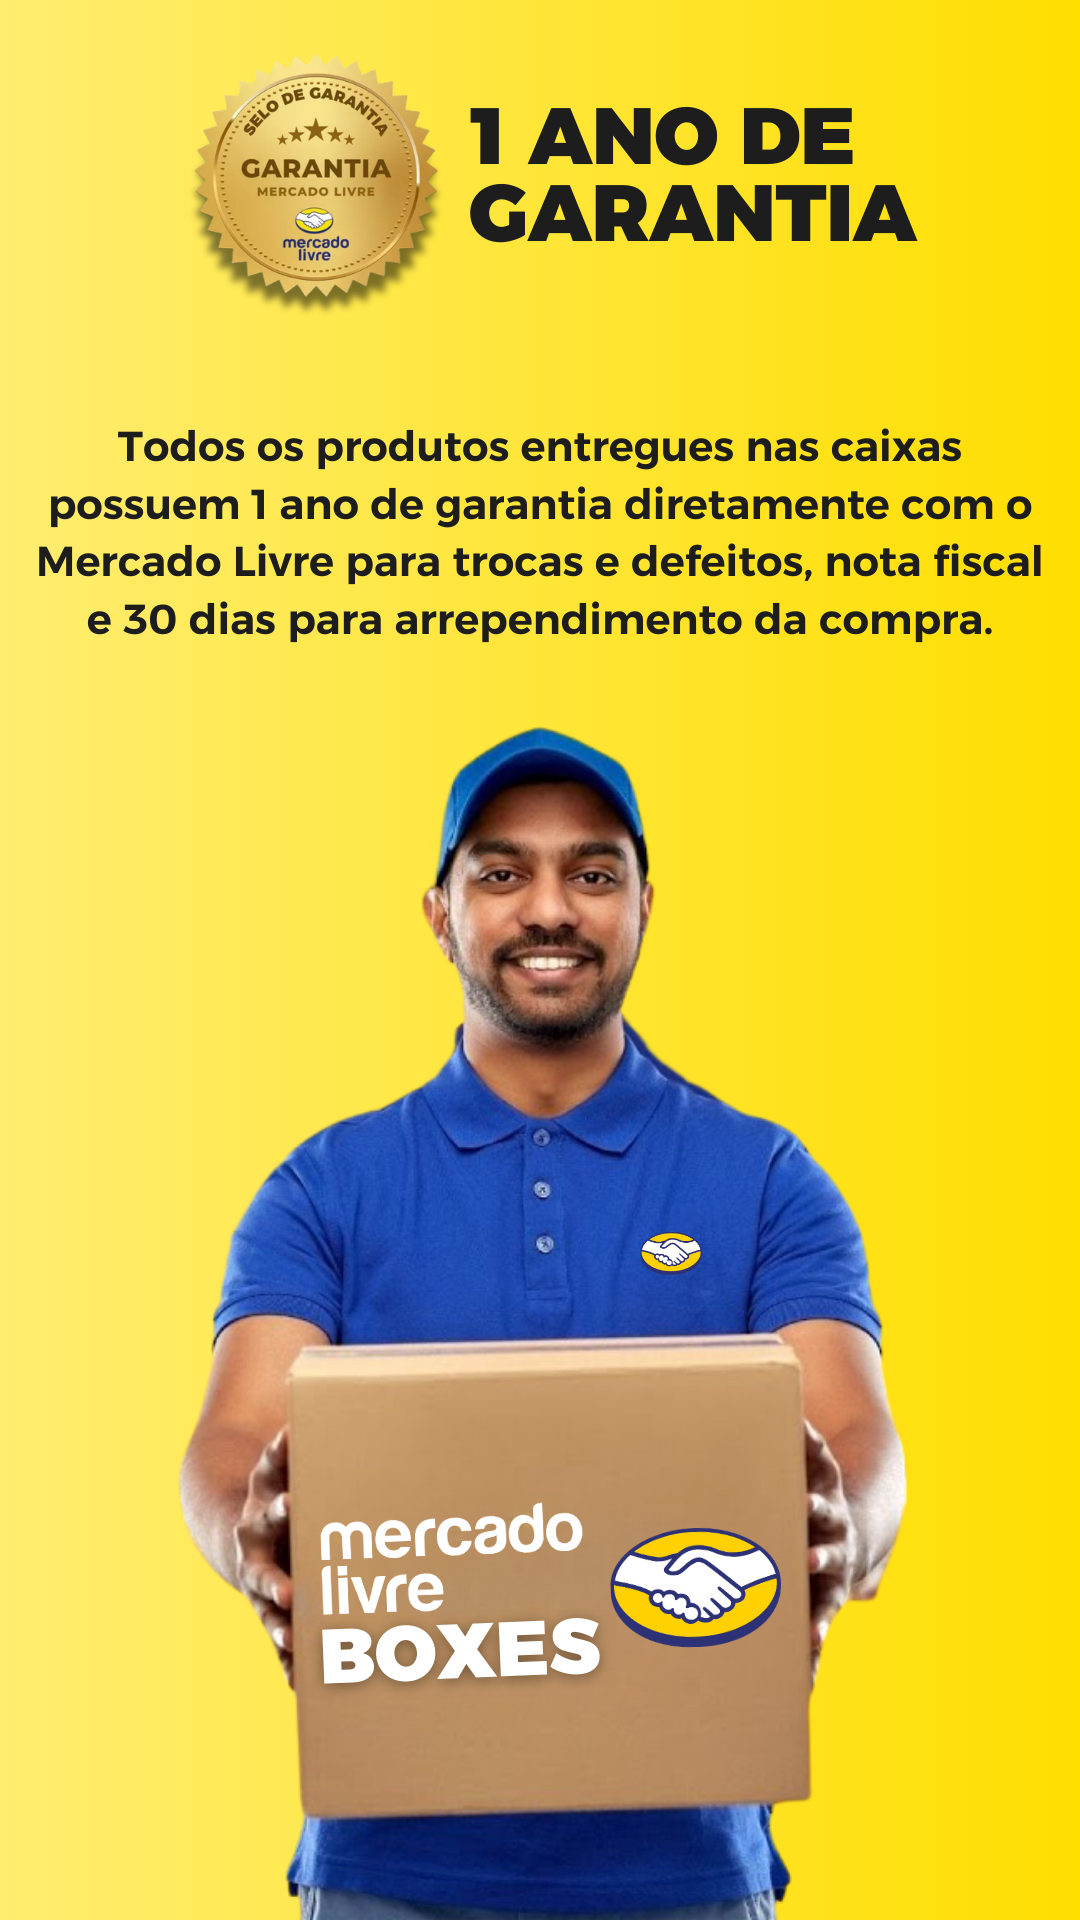 SELO DE GARANTIA
GARANTIA
MERCADO LIVRE
mercado
livre
1 ANO DE
GARANTIA
Todos os produtos entregues nas caixas
possuem 1 ano de garantia diretamente com o
Mercado Livre para trocas e defeitos, nota fiscal
e 30 dias para arrependimento da compra.
mercado
livre
BOXES